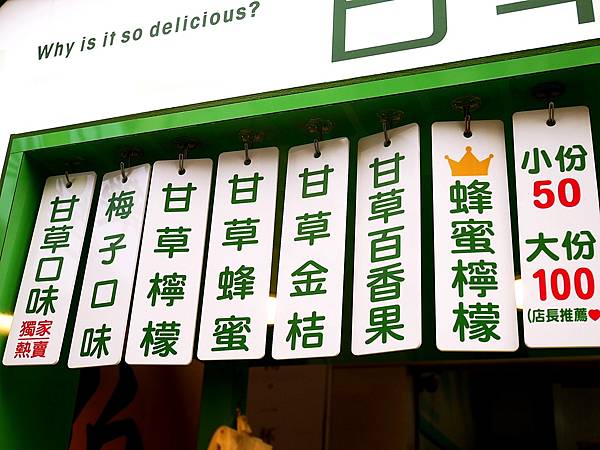 Why is it so delicious?
甘草口味
獨家
熱賣
梅子口味
甘草檸檬
甘草蜂蜜
甘草金桔
甘草百香果
蜂蜜檸檬
小份
50
大份
100
(店長推薦